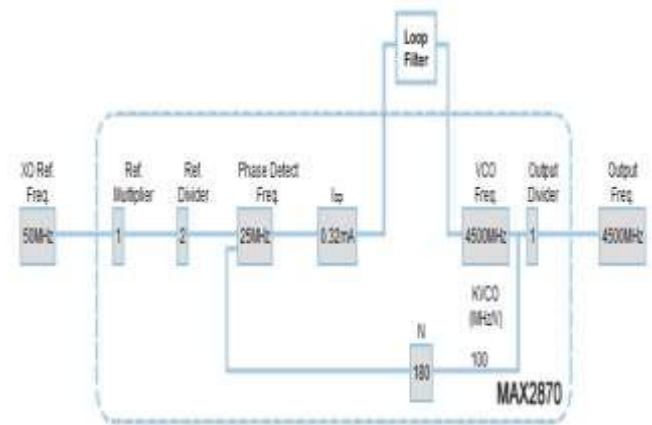 Loop
Filter
XO Ref.
Freq.
Ref.
Multiplier
Ref.
Divider
Phase Detect
Freq.
Icp
VCO
Freq.
Output
Divider
Output
Freq.
50MHz
1
2
25MHz
0.32mA
4500MHz
1
4500MHz
KVCO
(MHz/V)
N
100
180
MAX2870